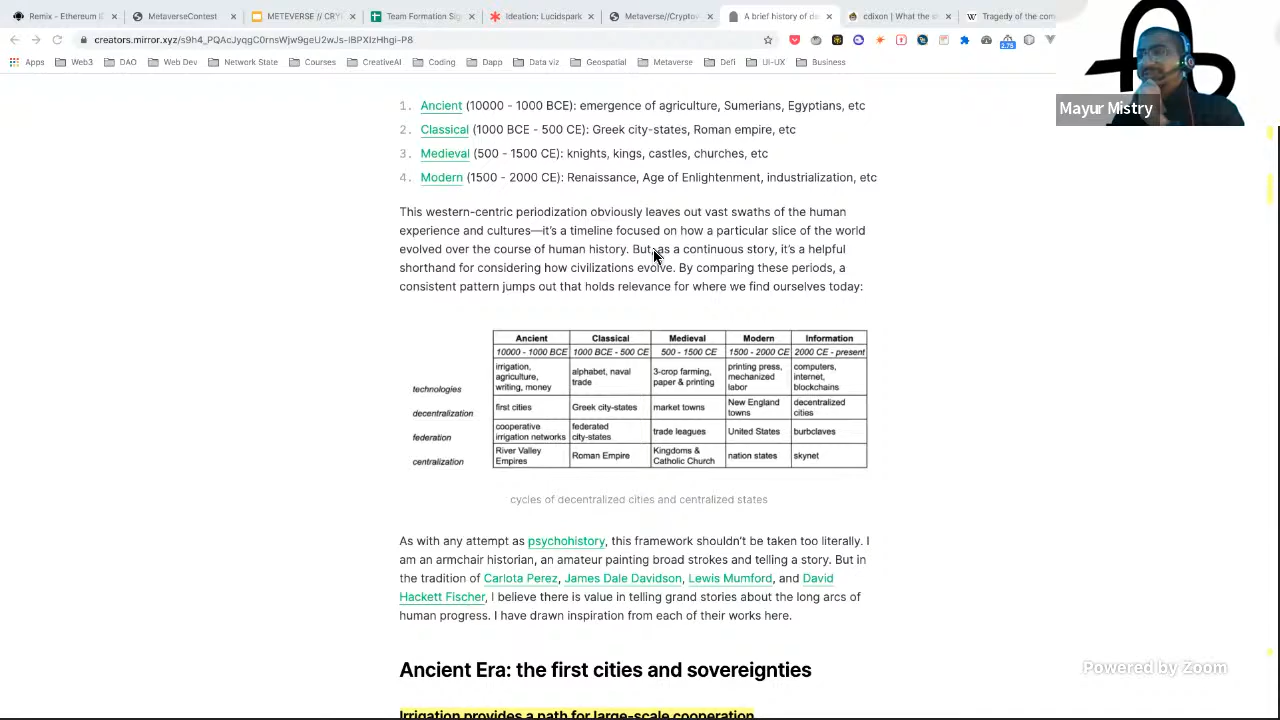 Remix - Ethereum I
MetaverseContest
METEVERSE // CRY
Team Formation Sig
Ideation: Lucidspark
Metaverse//Crypto
A brief history of de
cdixon | What the s
Tragedy of the com
creators.mirror.xyz/s9h4_PQAcJyqgC0rnsWjw9geU2wJs-IBPXIzHhgi-P8
2.75
Apps
Web3
DAO
Web Dev
Network State
Courses
CreativeAI
Coding
Dapp
Data viz
Geospatial
Metaverse
Defi
UI-UX
Business
Mayur Mistry
1. Ancient (10000 - 1000 BCE): emergence of agriculture, Sumerians, Egyptians, etc
2. Classical (1000 BCE - 500 CE): Greek city-states, Roman empire, etc
3. Medieval (500 - 1500 CE): knights, kings, castles, churches, etc
4. Modern (1500 - 2000 CE): Renaissance, Age of Enlightenment, industrialization, etc
This western-centric periodization obviously leaves out vast swaths of the human
experience and cultures—it's a timeline focused on how a particular slice of the world
evolved over the course of human history. But, as a continuous story, it's a helpful
shorthand for considering how civilizations evolve. By comparing these periods, a
consistent pattern jumps out that holds relevance for where we find ourselves today:
Ancient Classical Medieval Modern Information
10000 - 1000 BCE 1000 BCE - 500 CE 500 - 1500 CE 1500 - 2000 CE 2000 CE - present
technologies
irrigation,
agriculture,
writing, money
alphabet, naval
trade
3-crop farming,
paper & printing
printing press,
mechanized
labor
computers,
internet,
blockchains
decentralization
first cities
Greek city-states
market towns
New England
towns
decentralized
cities
federation
cooperative
irrigation networks
federated
city-states
trade leagues
United States
burbclaves
centralization
River Valley
Empires
Roman Empire
Kingdoms &
Catholic Church
nation states
skynet
cycles of decentralized cities and centralized states
As with any attempt as psychohistory, this framework shouldn't be taken too literally. I
am an armchair historian, an amateur painting broad strokes and telling a story. But in
the tradition of Carlota Perez, James Dale Davidson, Lewis Mumford, and David
Hackett Fischer, I believe there is value in telling grand stories about the long arcs of
human progress. I have drawn inspiration from each of their works here.
Ancient Era: the first cities and sovereignties
Irrigation provides a path for large-scale cooperation
Powered by Zoom